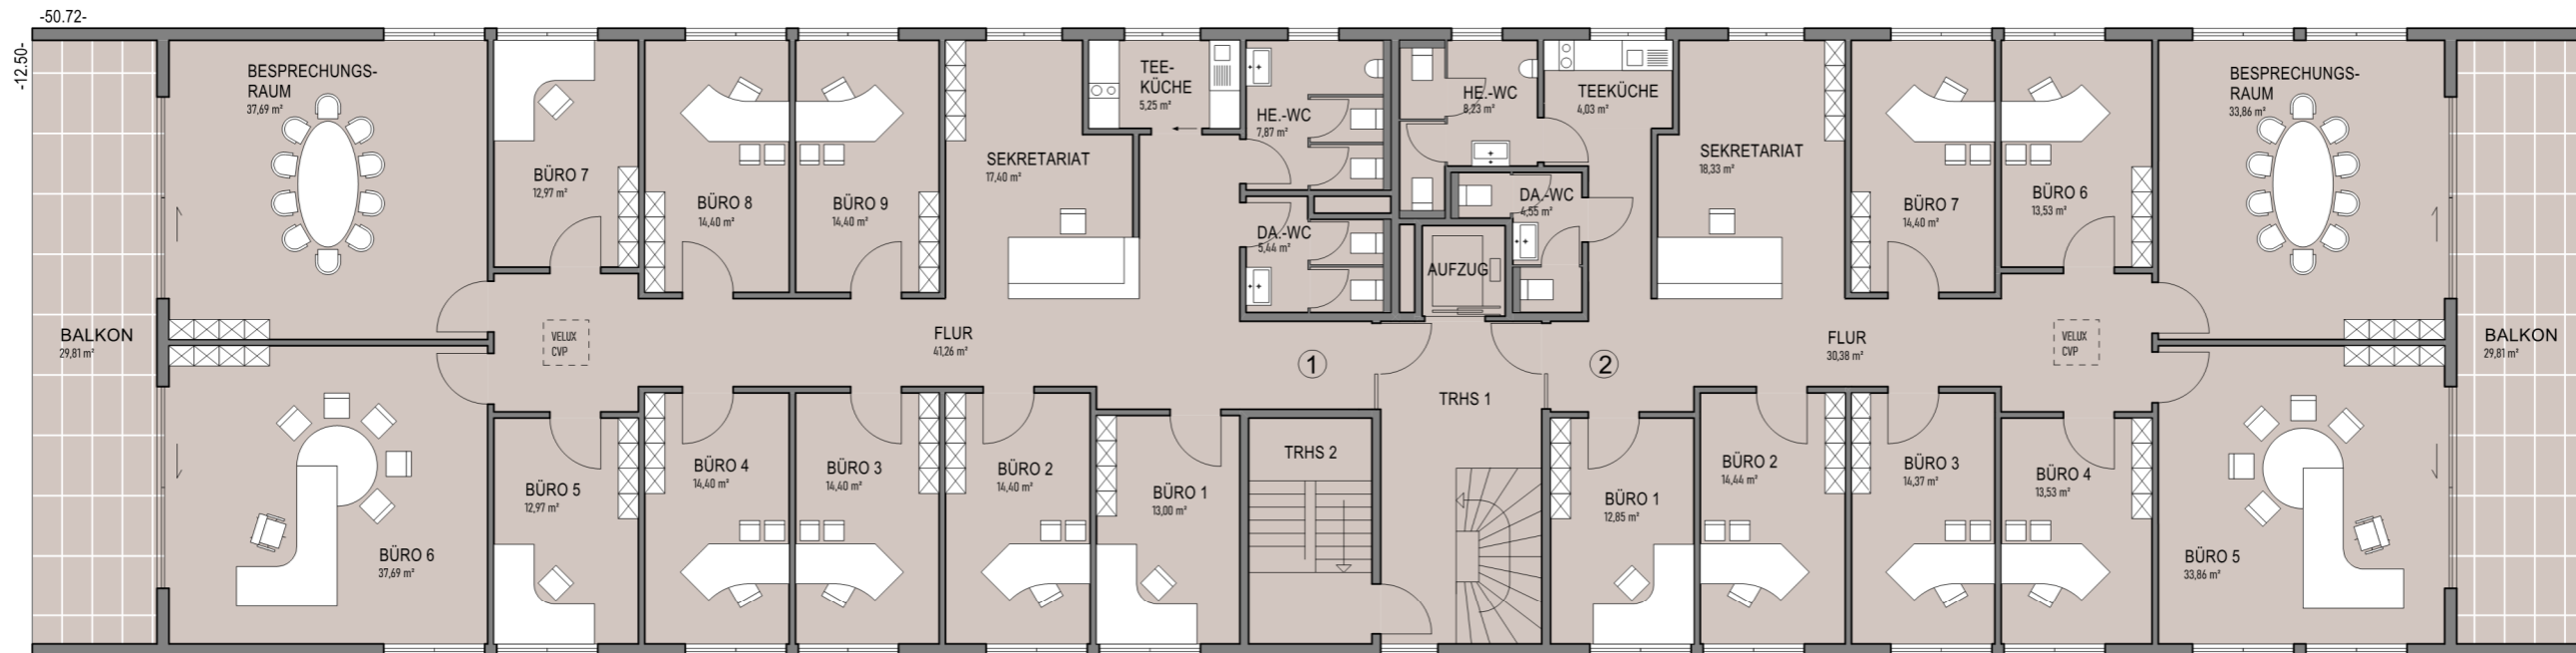 -50.72-
-12.50-
BESPRECHUNGS-
RAUM
37,69 m²
BÜRO 7
12,97 m²
BÜRO 8
14,40 m²
BÜRO 9
14,40 m²
SEKRETARIAT
17,40 m²
TEE-
KÜCHE
5,25 m²
HE.-WC
7,87 m²
DA.-WC
5,44 m²
HE.-WC
8,23 m²
TEEKÜCHE
4,03 m²
DA.-WC
4,55 m²
AUFZUG
SEKRETARIAT
18,33 m²
BÜRO 7
14,40 m²
BÜRO 6
13,53 m²
BESPRECHUNGS-
RAUM
33,86 m²
BALKON
29,81 m²
VELUX
CVP
FLUR
41,26 m²
1
2
TRHS 1
FLUR
30,38 m²
VELUX
CVP
BALKON
29,81 m²
BÜRO 6
37,69 m²
BÜRO 5
12,97 m²
BÜRO 4
14,40 m²
BÜRO 3
14,40 m²
BÜRO 2
14,40 m²
BÜRO 1
13,00 m²
TRHS 2
BÜRO 1
12,85 m²
BÜRO 2
14,44 m²
BÜRO 3
14,37 m²
BÜRO 4
13,53 m²
BÜRO 5
33,86 m²